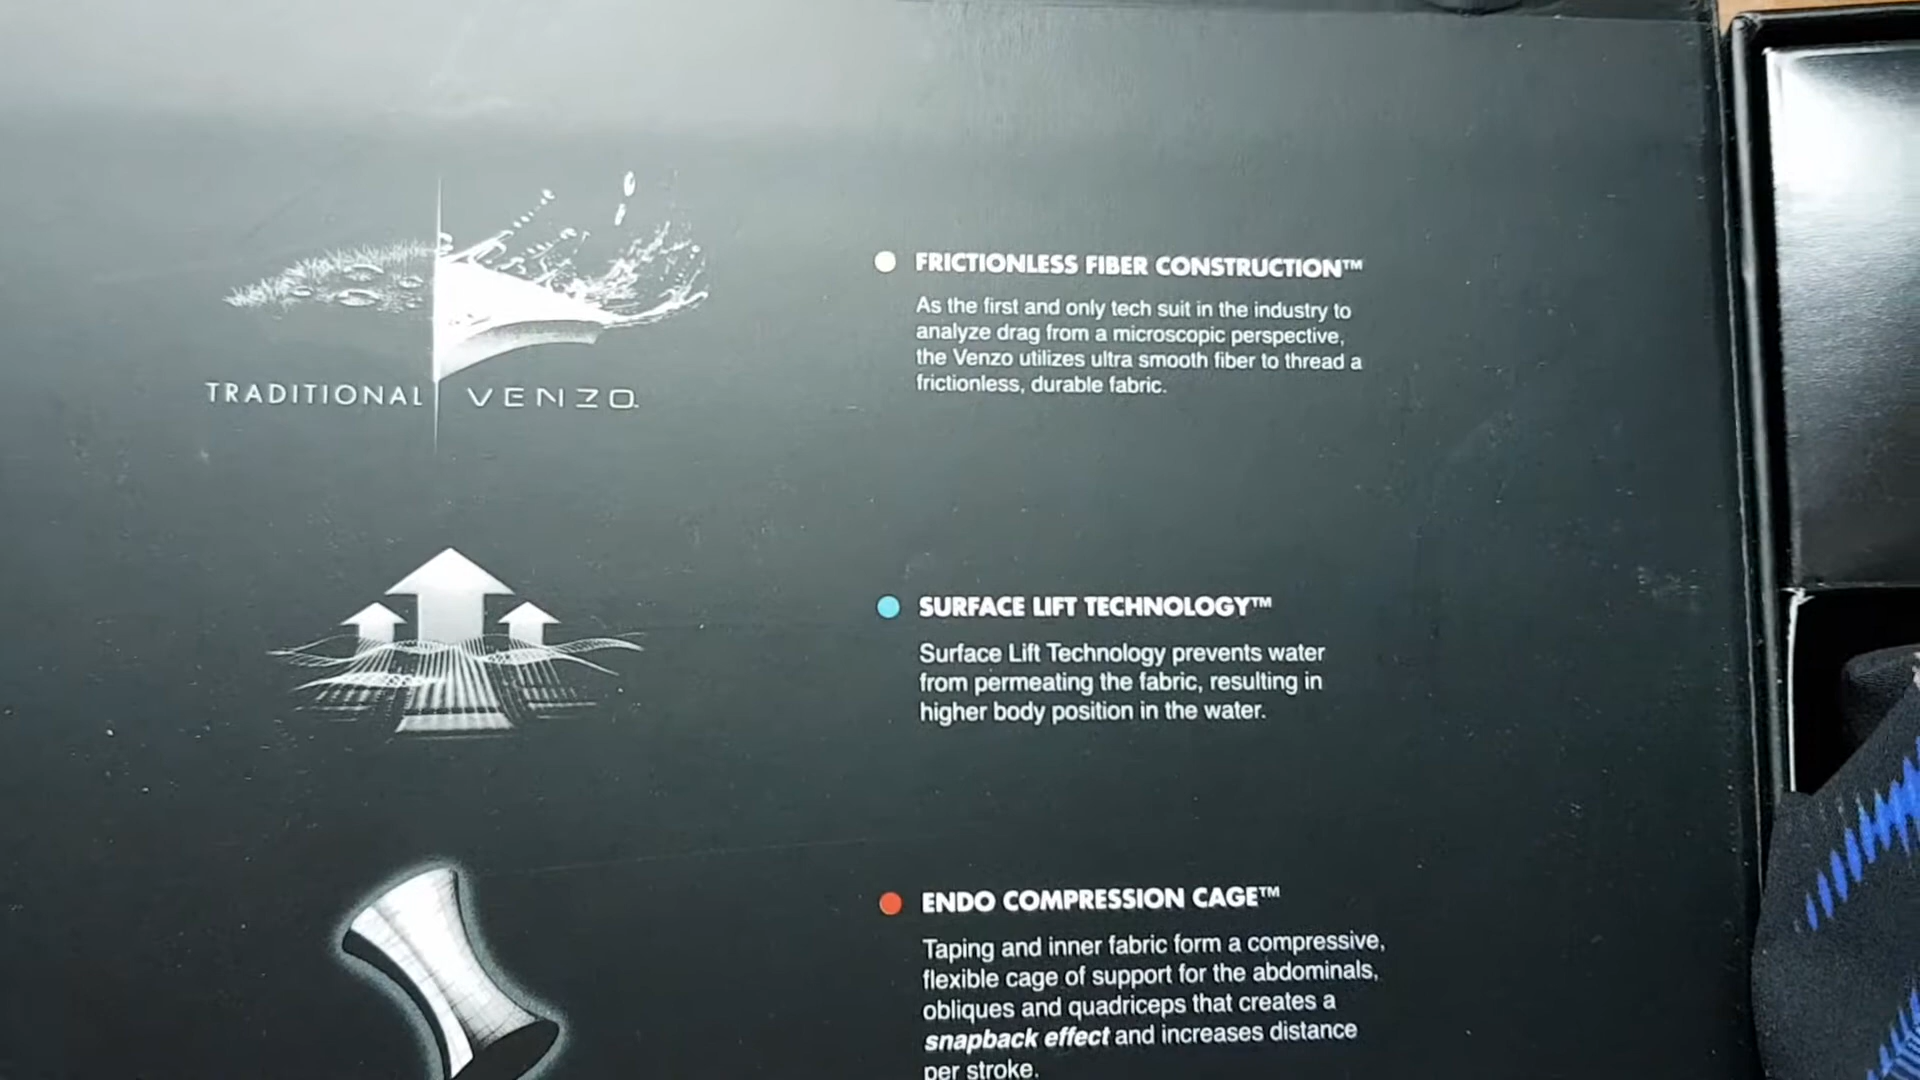 TRADITIONAL VENZO.
FRICTIONLESS FIBER CONSTRUCTION™
As the first and only tech suit in the industry to
analyze drag from a microscopic perspective,
the Venzo utilizes ultra smooth fiber to thread a
frictionless, durable fabric.
SURFACE LIFT TECHNOLOGY™
Surface Lift Technology prevents water
from permeating the fabric, resulting in
higher body position in the water.
ENDO COMPRESSION CAGE™
Taping and inner fabric form a compressive,
flexible cage of support for the abdominals,
obliques and quadriceps that creates a
snapback effect and increases distance
per stroke.